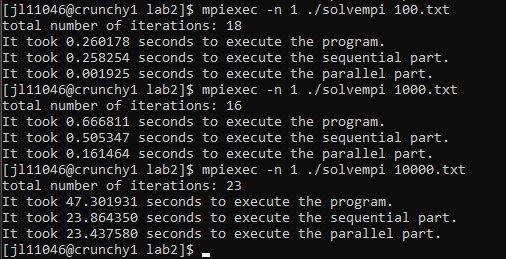 [jl11046@crunchy1 lab2]$ mpiexec -n 1 ./solvempi 100.txt
total number of iterations: 18
It took 0.260178 seconds to execute the program.
It took 0.258254 seconds to execute the sequential part.
It took 0.001925 seconds to execute the parallel part.
[jl11046@crunchy1 lab2]$ mpiexec -n 1 ./solvempi 1000.txt
total number of iterations: 16
It took 0.666811 seconds to execute the program.
It took 0.505347 seconds to execute the sequential part.
It took 0.161464 seconds to execute the parallel part.
[jl11046@crunchy1 lab2]$ mpiexec -n 1 ./solvempi 10000.txt
total number of iterations: 23
It took 47.301931 seconds to execute the program.
It took 23.864350 seconds to execute the sequential part.
It took 23.437580 seconds to execute the parallel part.
[jl11046@crunchy1 lab2]$